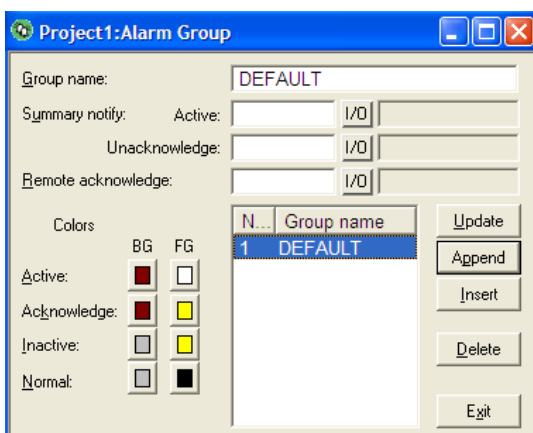 Project1:Alarm Group
Group name: DEFAULT
Summary notify: Active: I/O
Unacknowledge: I/O
Remote acknowledge: I/O
Colors
BG FG
Active:
Acknowledge:
Inactive:
Normal:
N... Group name
1 DEFAULT
Update
Append
Insert
Delete
Exit